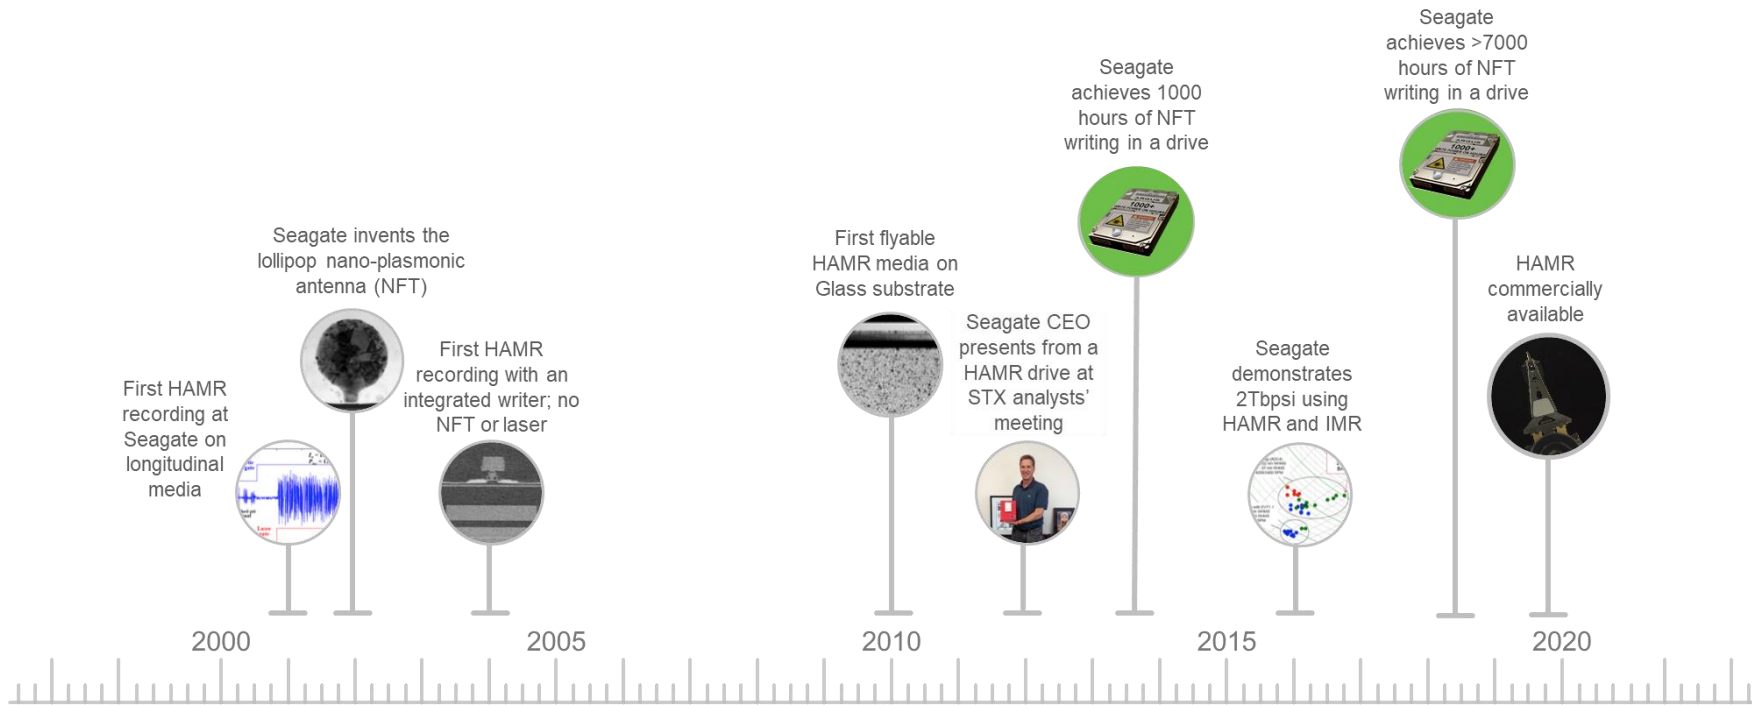 First HAMR
recording at
Seagate on
longitudinal
media
Seagate invents the
lollipop nano-plasmonic
antenna (NFT)
First HAMR
recording with an
integrated writer; no
NFT or laser
First flyable
HAMR media on
Glass substrate
Seagate CEO
presents from a
HAMR drive at
STX analysts’
meeting
Seagate
achieves 1000
hours of NFT
writing in a drive
1000+
Seagate
demonstrates
2Tbpsi using
HAMR and IMR
Seagate
achieves >7000
hours of NFT
writing in a drive
1000+
HAMR
commercially
available
2000
2005
2010
2015
2020